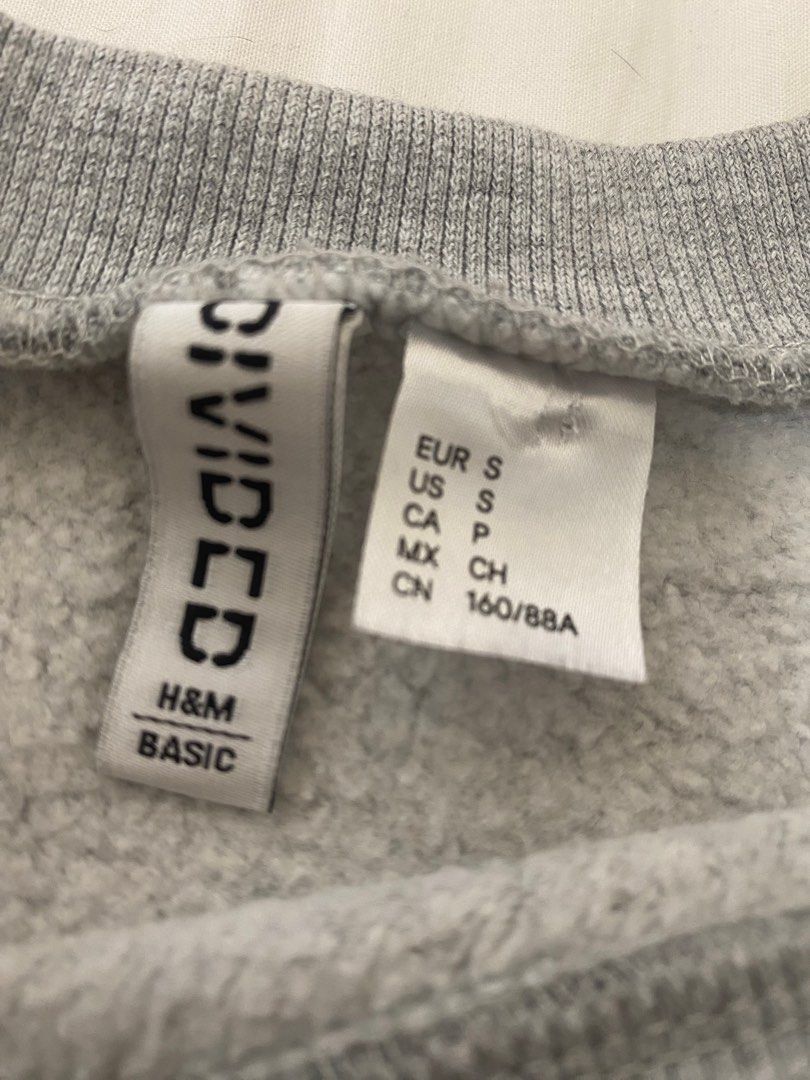 DIVIDED
H&M
BASIC
EUR S
US S
CA P
MX CH
CN 160/88A